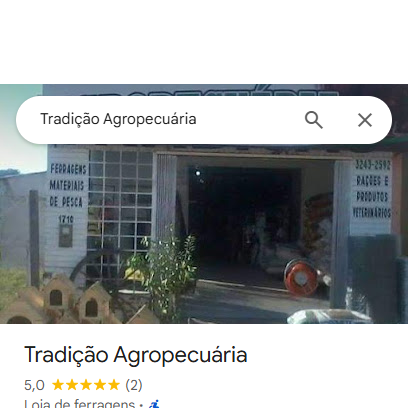 Tradição Agropecuária
FERRAGENS
MATERIAIS
DE PESCA
1710
3243-2592
RAÇÕES E
PRODUTOS
VETERINÁRIOS
Tradição Agropecuária
5,0 (2)
Loja de ferragens ·